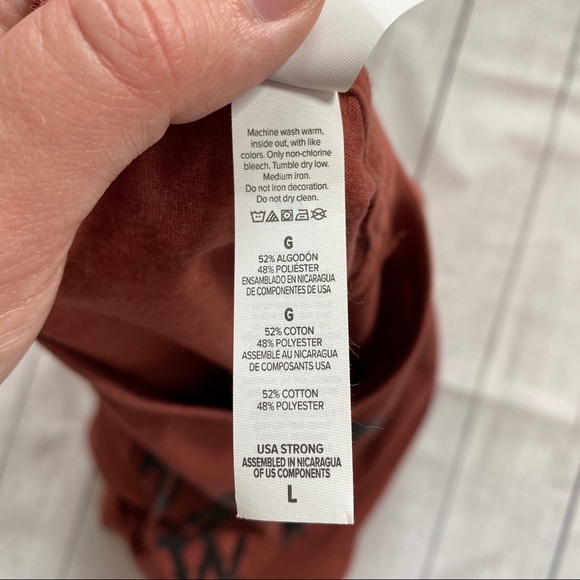 Machine wash warm,
inside out, with like
colors. Only non-chlorine
bleach. Tumble dry low.
Medium iron.
Do not iron decoration.
Do not dry clean.
G
52% ALGODÓN
48% POLIÉSTER
ENSAMBLADO EN NICARAGUA
DE COMPONENTES DE USA
G
52% COTON
48% POLYESTER
ASSEMBLÉ AU NICARAGUA
DE COMPOSANTS USA
52% COTTON
48% POLYESTER
USA STRONG
ASSEMBLED IN NICARAGUA
OF US COMPONENTS
L
W